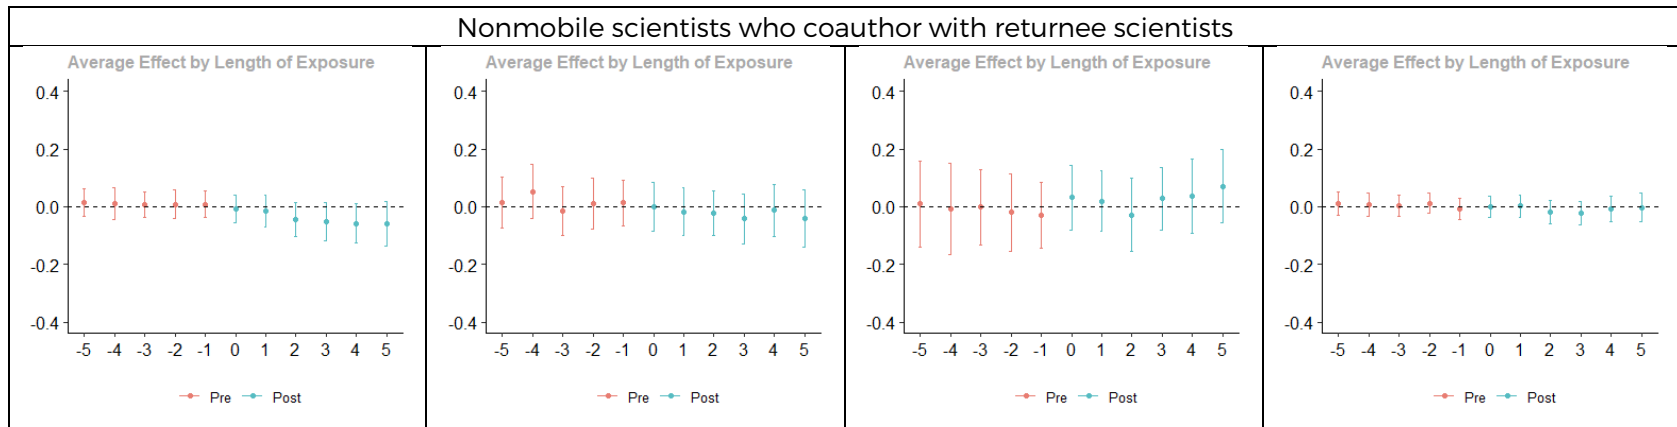 Nonmobile scientists who coauthor with returnee scientists
Average Effect by Length of Exposure
0.4
0.2
0.0
-0.2
-0.4
-5 -4 -3 -2 -1 0 1 2 3 4 5
Pre Post
Average Effect by Length of Exposure
0.4
0.2
0.0
-0.2
-0.4
-5 -4 -3 -2 -1 0 1 2 3 4 5
Pre Post
Average Effect by Length of Exposure
0.4
0.2
0.0
-0.2
-0.4
-5 -4 -3 -2 -1 0 1 2 3 4 5
Pre Post
Average Effect by Length of Exposure
0.4
0.2
0.0
-0.2
-0.4
-5 -4 -3 -2 -1 0 1 2 3 4 5
Pre Post